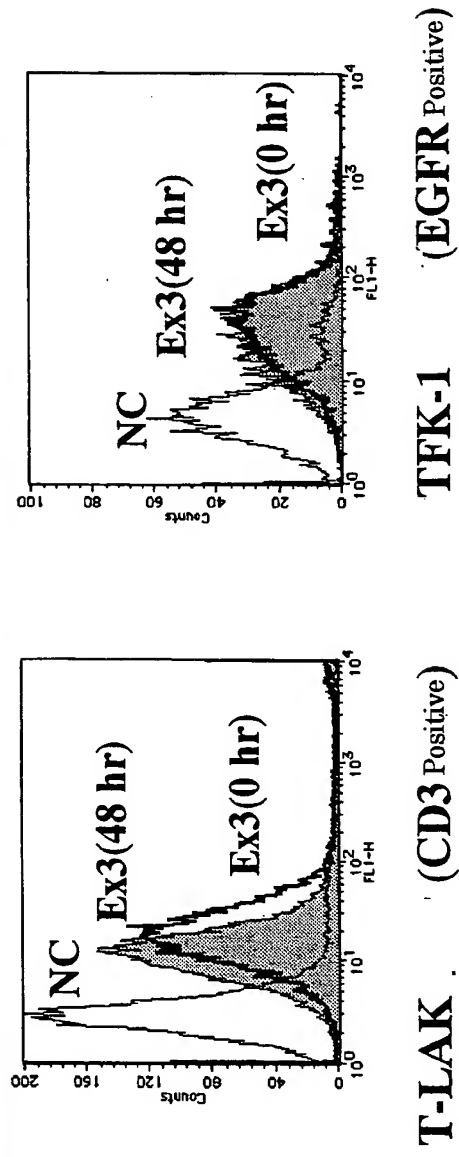 200
160
120
80
40
0
Counts
NC
Ex3(48 hr)
Ex3(0 hr)
10^0 10^1 10^2 10^3 10^4
FL1-H
T-LAK (CD3 Positive)
100
80
60
40
20
0
Counts
NC
Ex3(48 hr)
Ex3(0 hr)
10^0 10^1 10^2 10^3 10^4
FL1-H
TFK-1 (EGFR Positive)